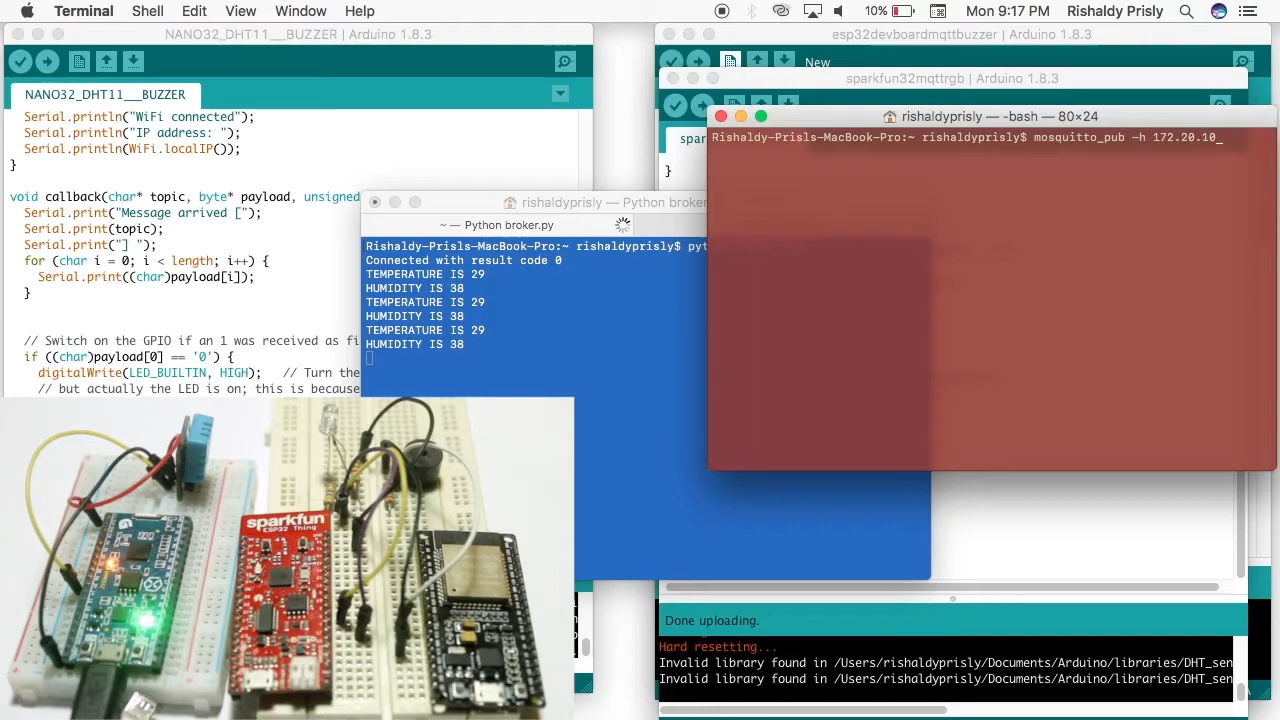 Terminal Shell Edit View Window Help 10% Mon 9:17 PM Rishaldy Prisly
NANO32_DHT11___BUZZER | Arduino 1.8.3
NANO32_DHT11___BUZZER
Serial.println("WiFi connected");
Serial.println("IP address: ");
Serial.println(WiFi.localIP());
}
void callback(char* topic, byte* payload, unsigned
Serial.print("Message arrived [");
Serial.print(topic);
Serial.print("] ");
for (char i = 0; i < length; i++) {
Serial.print((char)payload[i]);
}
// Switch on the GPIO if an 1 was received as fi
if ((char)payload[0] == '0') {
digitalWrite(LED_BUILTIN, HIGH); // Turn the
// but actually the LED is on; this is because
esp32devboardmqttbuzzer | Arduino 1.8.3
New
sparkfun32mqttrgb | Arduino 1.8.3
spar
}
rishaldyprisly — -bash — 80×24
Rishaldy-Prisls-MacBook-Pro:~ rishaldyprisly$ mosquitto_pub -h 172.20.10_
rishaldyprisly — Python broker
~ — Python broker.py
Rishaldy-Prisls-MacBook-Pro:~ rishaldyprisly$ pyt
Connected with result code 0
TEMPERATURE IS 29
HUMIDITY IS 38
TEMPERATURE IS 29
HUMIDITY IS 38
TEMPERATURE IS 29
HUMIDITY IS 38
Done uploading.
Hard resetting...
Invalid library found in /Users/rishaldyprisly/Documents/Arduino/libraries/DHT_sen
Invalid library found in /Users/rishaldyprisly/Documents/Arduino/libraries/DHT_sen
sparkfun
ESP32 Thing